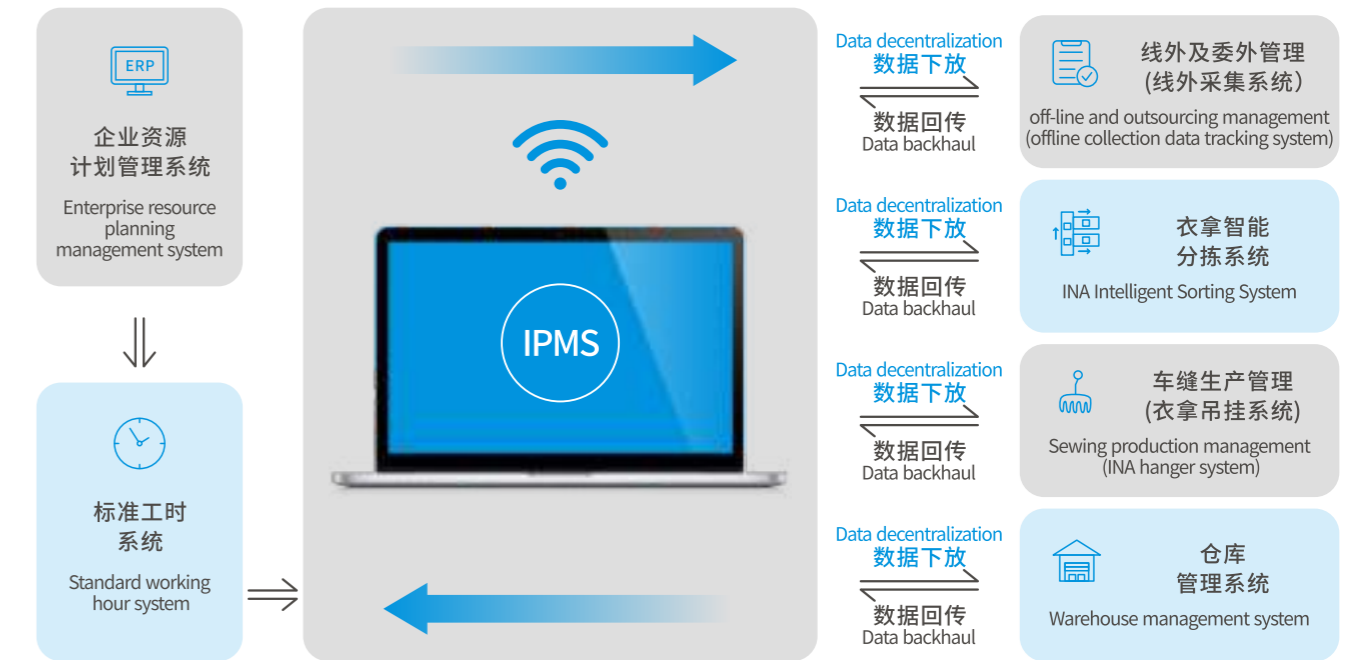 ERP
企业资源
计划管理系统
Enterprise resource
planning
management system
标准工时
系统
Standard working
hour system
IPMS
Data decentralization
数据下放
数据回传
Data backhaul
线外及委外管理
(线外采集系统）
off-line and outsourcing management
(offline collection data tracking system)
Data decentralization
数据下放
数据回传
Data backhaul
衣拿智能
分拣系统
INA Intelligent Sorting System
Data decentralization
数据下放
数据回传
Data backhaul
车缝生产管理
(衣拿吊挂系统)
Sewing production management
(INA hanger system)
Data decentralization
数据下放
数据回传
Data backhaul
仓库
管理系统
Warehouse management system